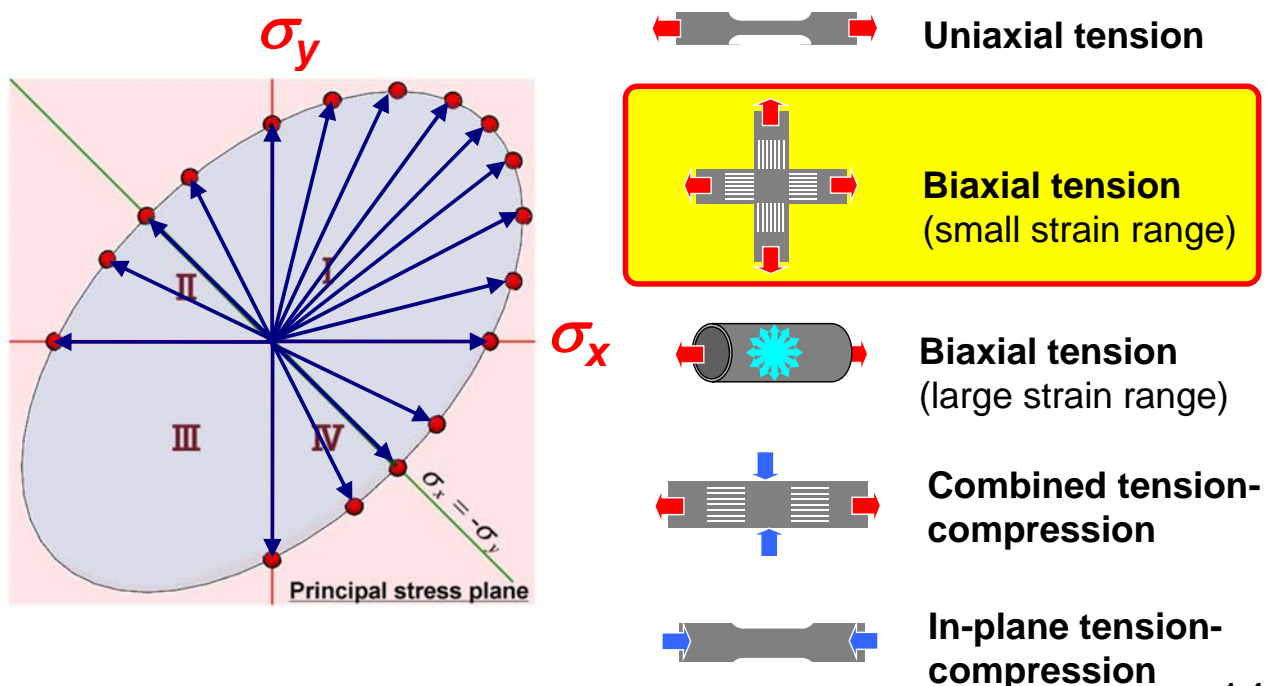 σy
Uniaxial tension
Biaxial tension
(small strain range)
I
II
σx
Biaxial tension
(large strain range)
III
IV
σx = -σy
Combined tension-
compression
Principal stress plane
In-plane tension-
compression